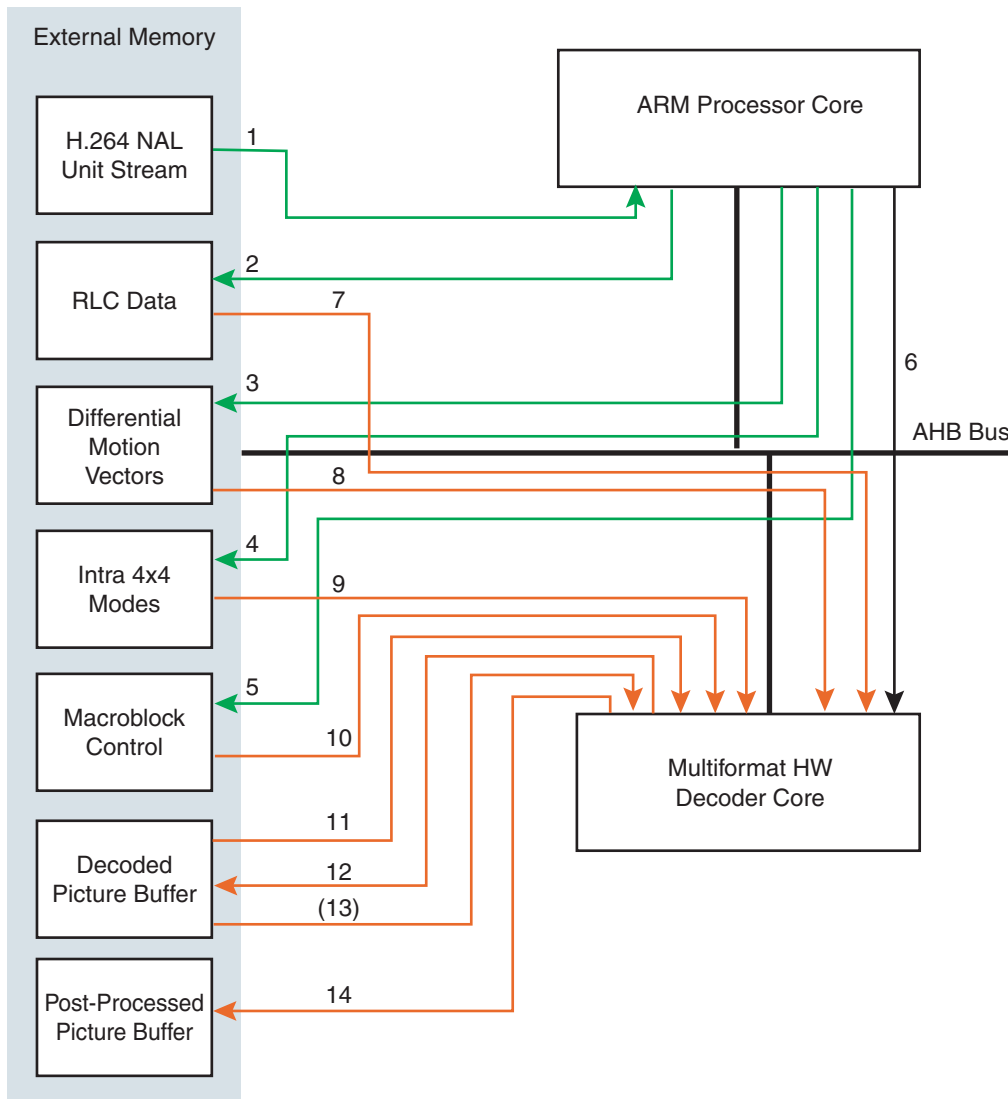 External Memory
ARM Processor Core
H.264 NAL
Unit Stream
1
2
RLC Data
7
6
3
Differential
Motion
Vectors
AHB Bus
8
4
Intra 4x4
Modes
9
5
Macroblock
Control
10
Multiformat HW
Decoder Core
11
Decoded
Picture Buffer
12
(13)
Post-Processed
Picture Buffer
14